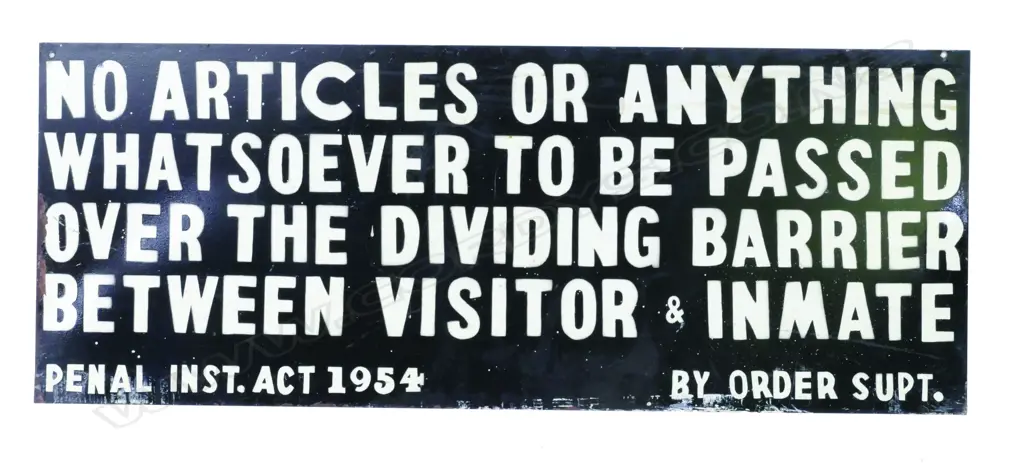 NO ARTICLES OR ANYTHING
WHATSOEVER TO BE PASSED
OVER THE DIVIDING BARRIER
BETWEEN VISITOR & INMATE
PENAL INST. ACT 1954 BY ORDER SUPT.